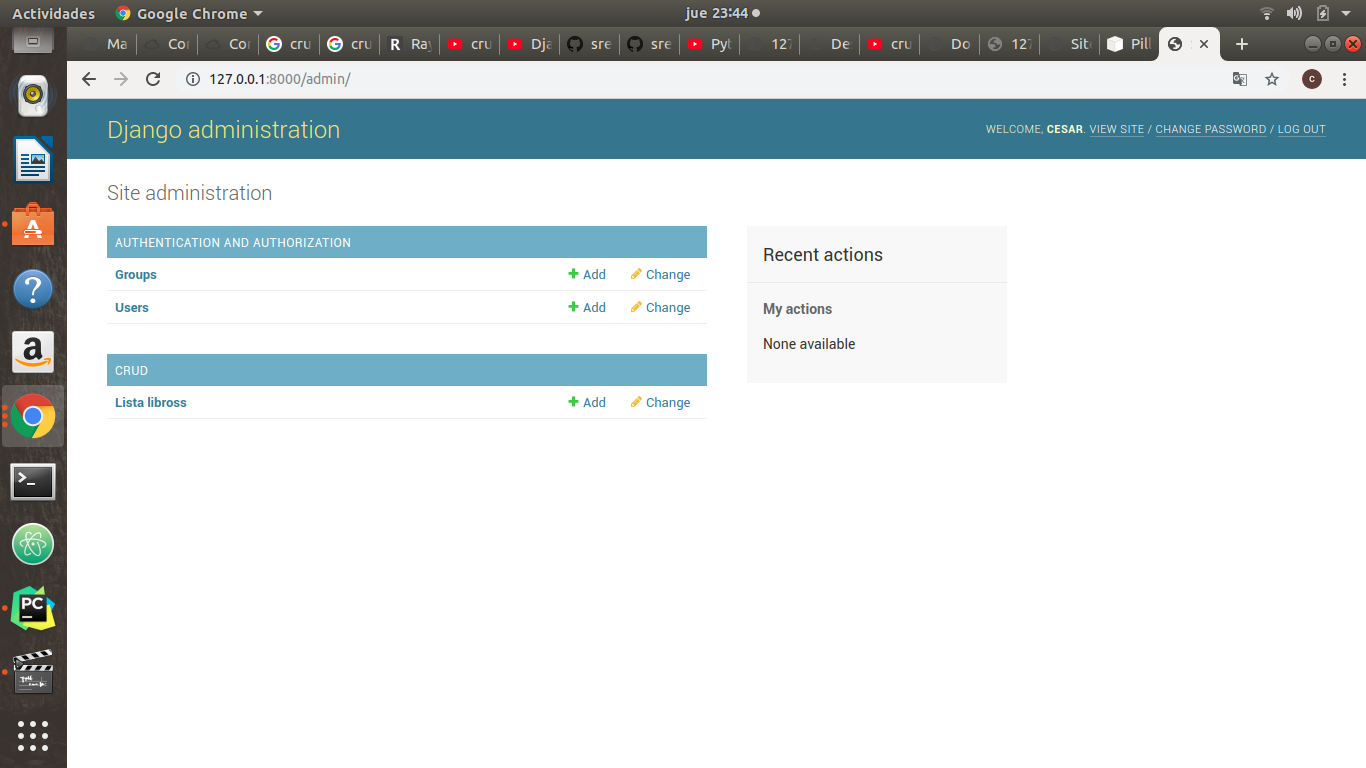 Actividades Google Chrome jue 23:44
Ma Cor Cor cru cru Ray cru Dja sre sre Pyt 127 De cru Do 127 Sit Pill
127.0.0.1:8000/admin/ C
Django administration WELCOME, CESAR. VIEW SITE / CHANGE PASSWORD / LOG OUT
Site administration
AUTHENTICATION AND AUTHORIZATION
Groups Add Change
Users Add Change
CRUD
Lista libross Add Change
Recent actions
My actions
None available
PC